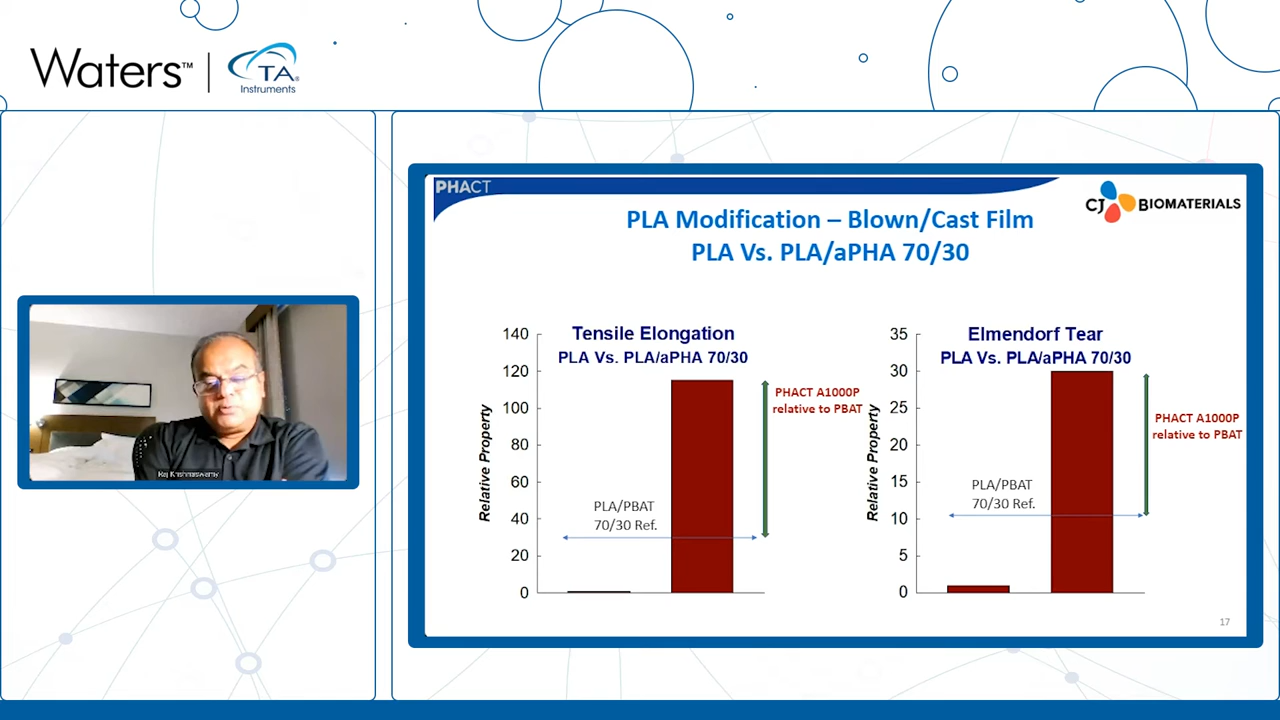 Waters™
TA®
Instruments
PHACT
CJ BIOMATERIALS
PLA Modification – Blown/Cast Film
PLA Vs. PLA/aPHA 70/30
Tensile Elongation
PLA Vs. PLA/aPHA 70/30
Relative Property
140
120
100
80
60
40
20
0
PHACT A1000P
relative to PBAT
PLA/PBAT
70/30 Ref.
Elmendorf Tear
PLA Vs. PLA/aPHA 70/30
Relative Property
35
30
25
20
15
10
5
0
PHACT A1000P
relative to PBAT
PLA/PBAT
70/30 Ref.
17
Raj Krishnaswamy